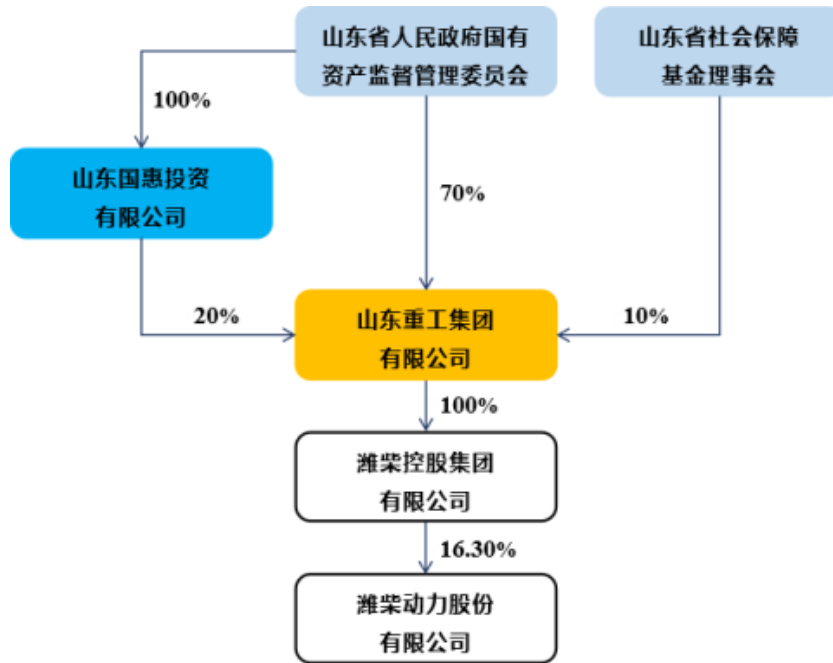 山东省人民政府国有
资产监督管理委员会
山东省社会保障
基金理事会
100%
山东国惠投资
有限公司
70%
20%
山东重工集团
有限公司
10%
100%
潍柴控股集团
有限公司
16.30%
潍柴动力股份
有限公司